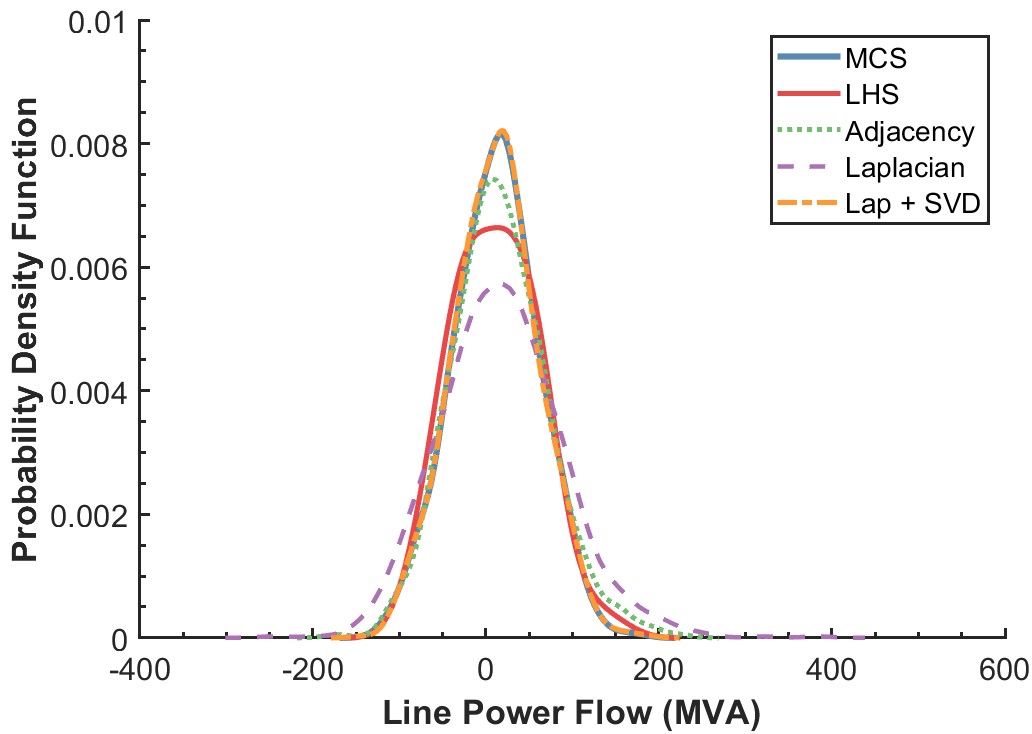 0.01
0.008
0.006
0.004
0.002
0
-400
-200
0
200
400
600
Probability Density Function
Line Power Flow (MVA)
MCS
LHS
Adjacency
Laplacian
Lap + SVD